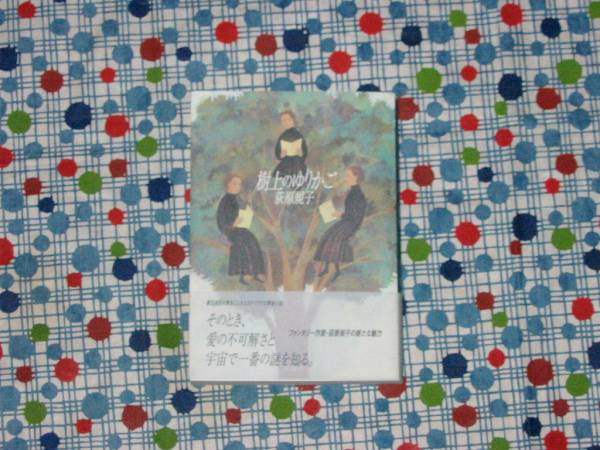 樹上のゆりかご
荻原規子
そのとき、
愛の不可解さと
宇宙で一番の謎を知る。
ファンタジー作家・荻原規子の新たな魅力